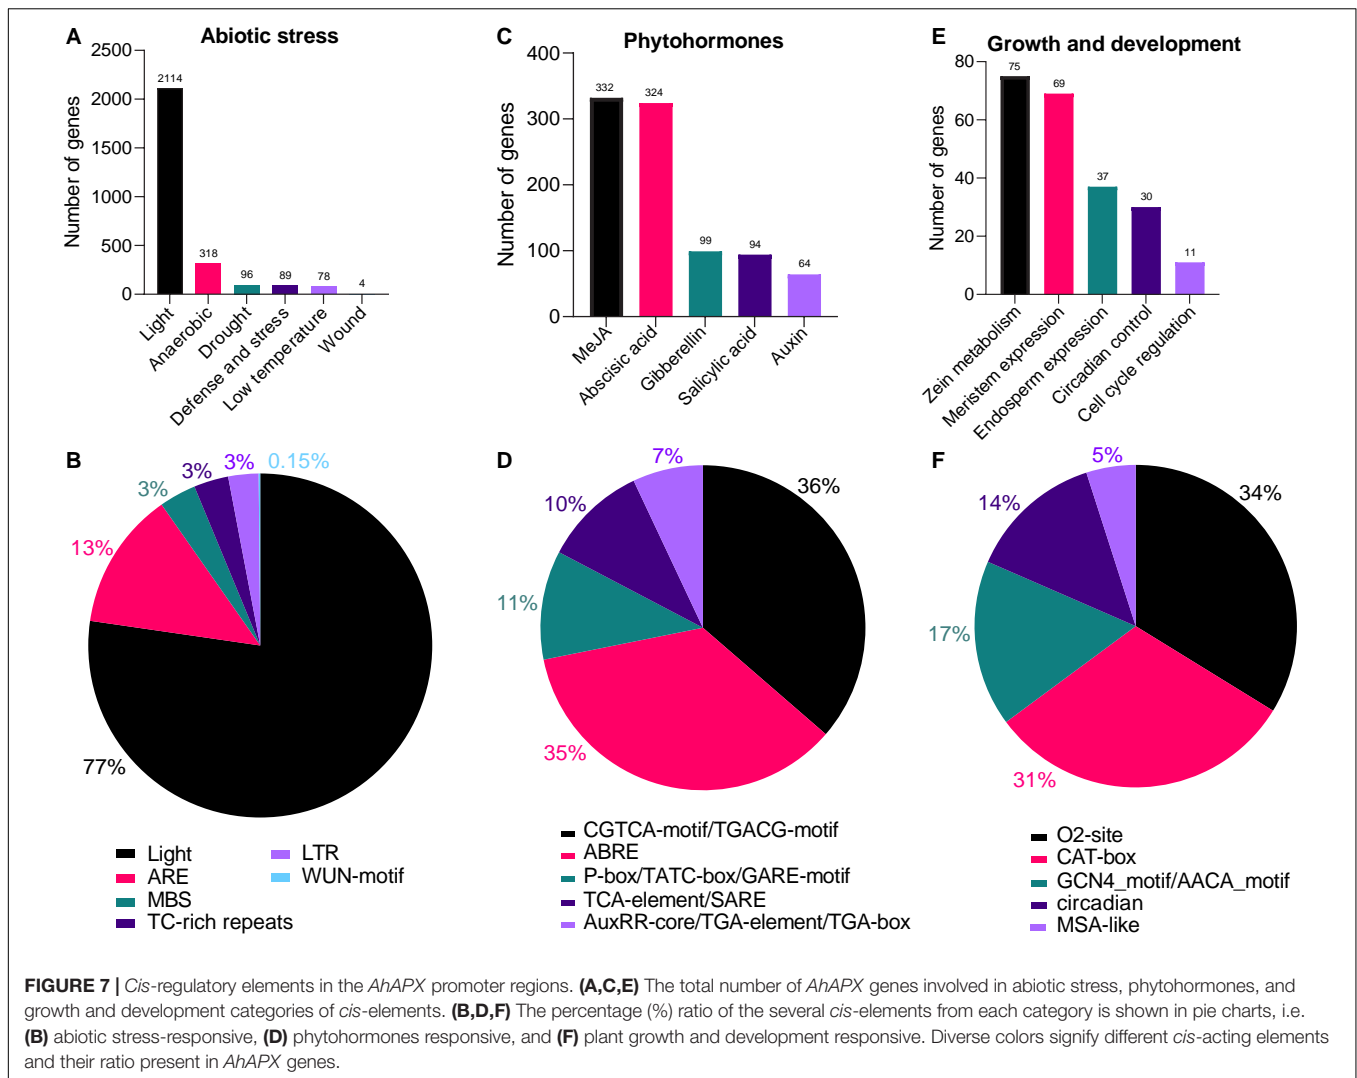 A
Abiotic stress
Number of genes
2500
2000
1500
1000
500
0
2114
318
96
89
78
4
Light
Anaerobic
Drought
Defense and stress
Low temperature
Wound
C
Phytohormones
Number of genes
400
300
200
100
0
332
324
99
94
64
MeJA
Abscisic acid
Gibberellin
Salicylic acid
Auxin
E
Growth and development
Number of genes
80
60
40
20
0
75
69
37
30
11
Zein metabolism
Meristem expression
Endosperm expression
Circadian control
Cell cycle regulation
B
77%
13%
3%
3%
3%
0.15%
Light
ARE
MBS
TC-rich repeats
LTR
WUN-motif
D
36%
35%
11%
10%
7%
CGTCA-motif/TGACG-motif
ABRE
P-box/TATC-box/GARE-motif
TCA-element/SARE
AuxRR-core/TGA-element/TGA-box
F
34%
31%
17%
14%
5%
O2-site
CAT-box
GCN4_motif/AACA_motif
circadian
MSA-like
FIGURE 7 | Cis-regulatory elements in the AhAPX promoter regions. (A,C,E) The total number of AhAPX genes involved in abiotic stress, phytohormones, and
growth and development categories of cis-elements. (B,D,F) The percentage (%) ratio of the several cis-elements from each category is shown in pie charts, i.e.
(B) abiotic stress-responsive, (D) phytohormones responsive, and (F) plant growth and development responsive. Diverse colors signify different cis-acting elements
and their ratio present in AhAPX genes.